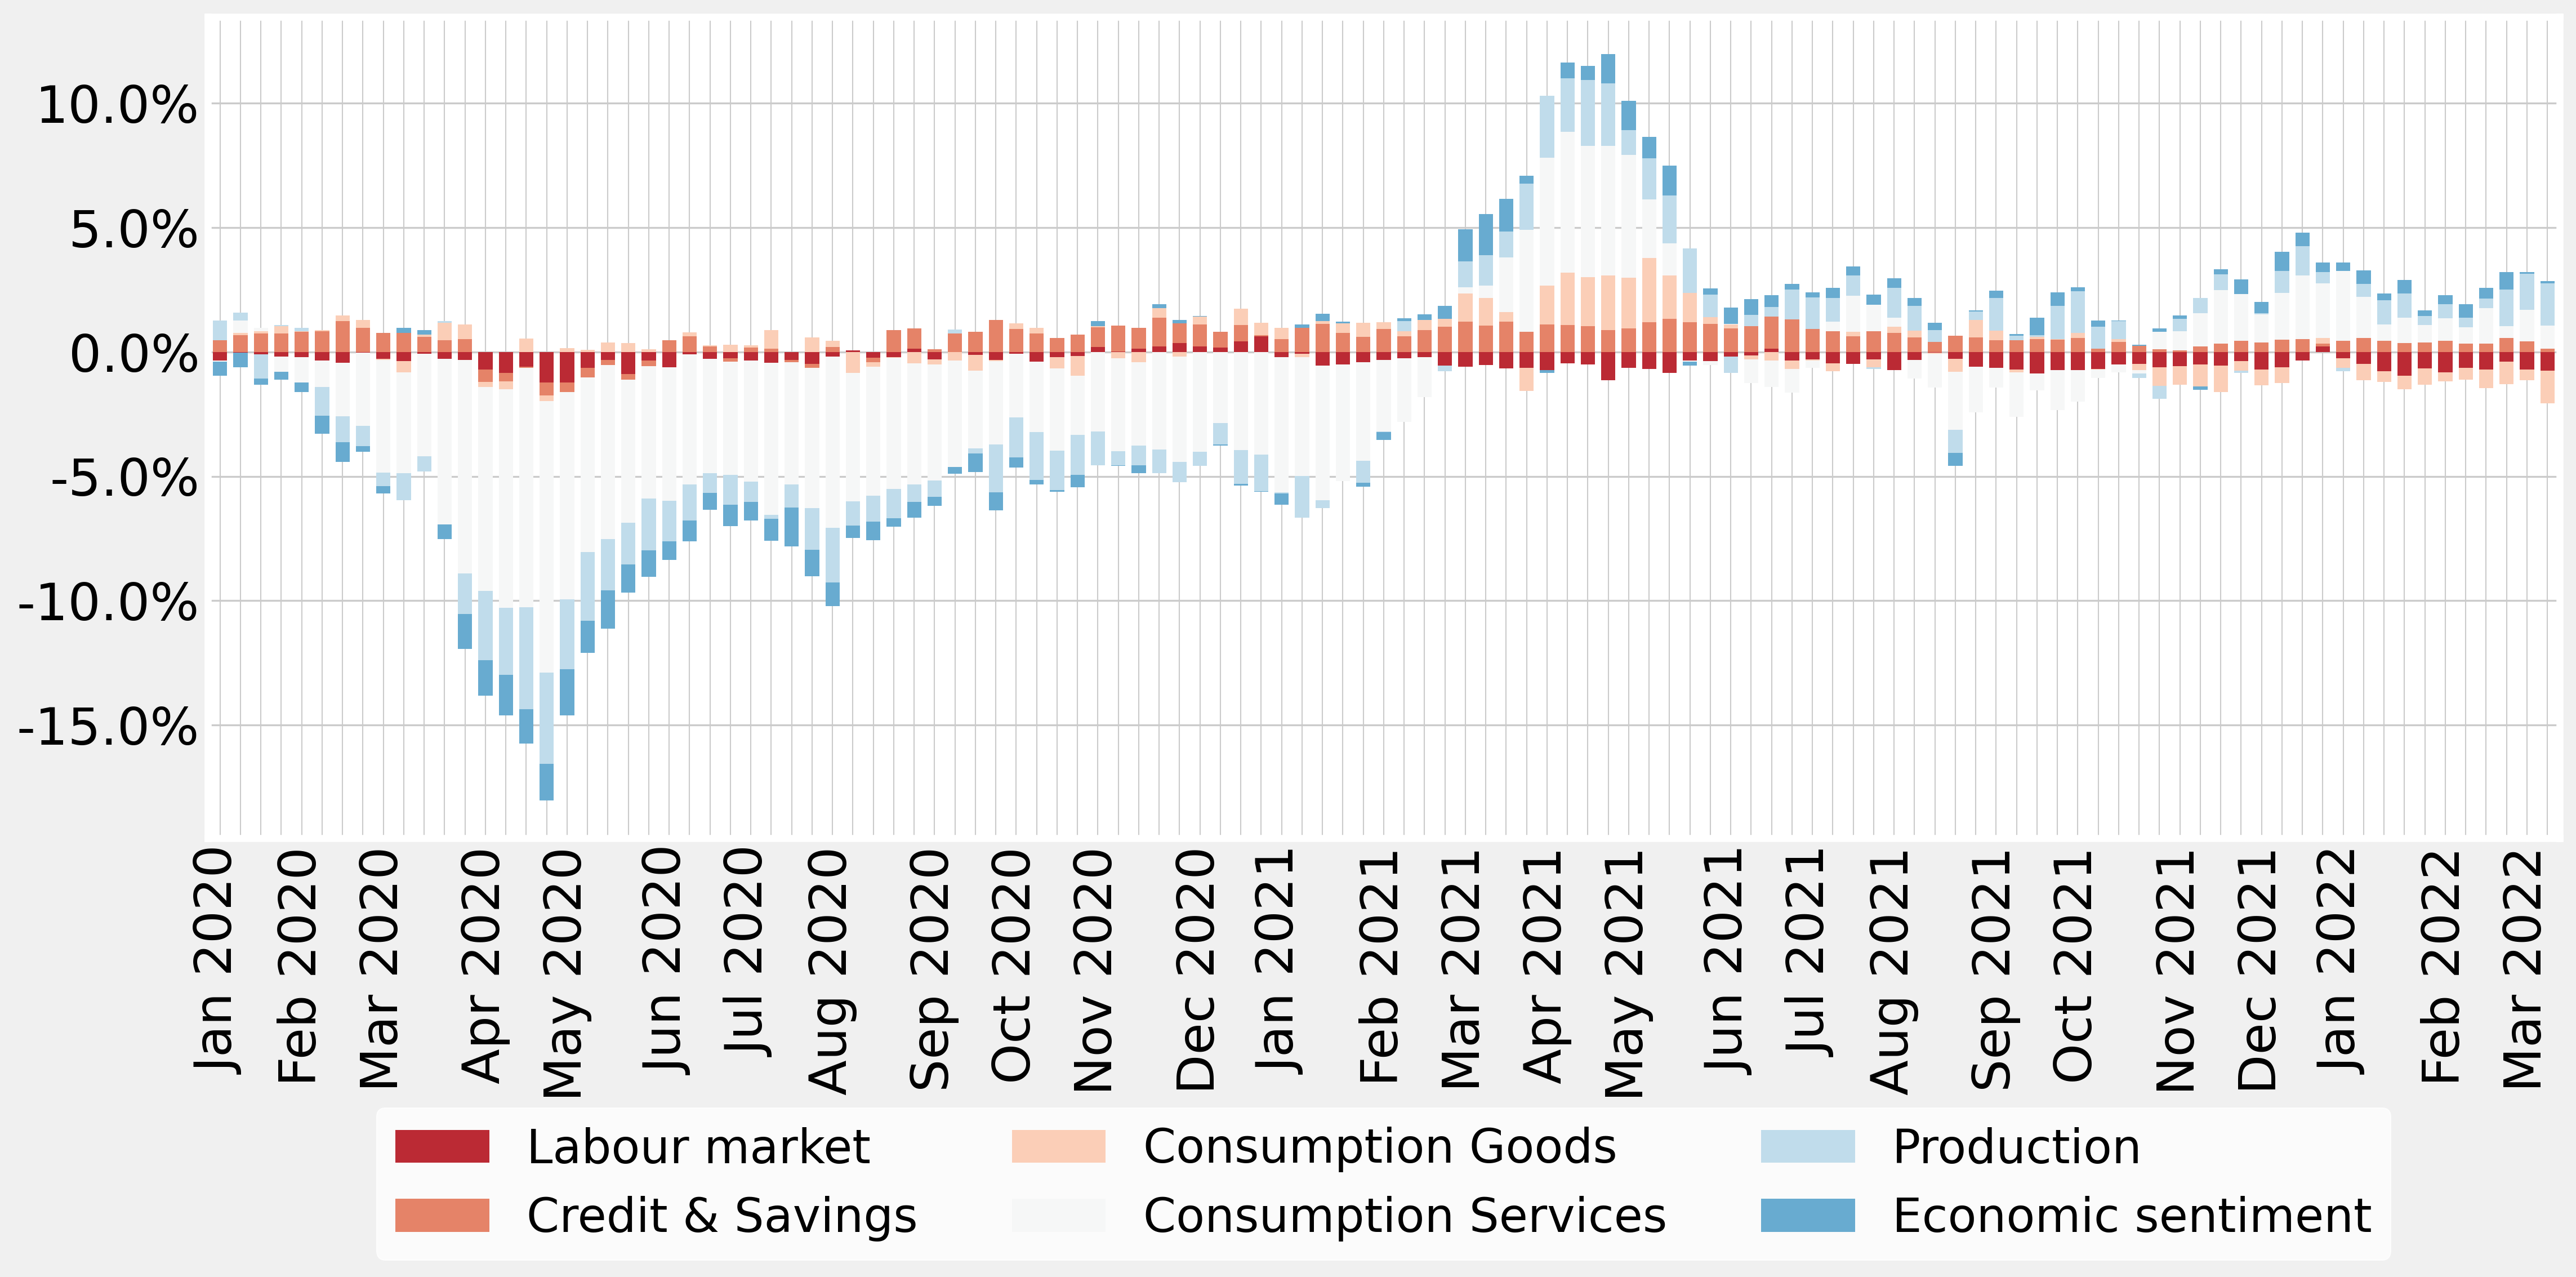 10.0%
5.0%
0.0%
-5.0%
-10.0%
-15.0%
Jan 2020
Feb 2020
Mar 2020
Apr 2020
May 2020
Jun 2020
Jul 2020
Aug 2020
Sep 2020
Oct 2020
Nov 2020
Dec 2020
Jan 2021
Feb 2021
Mar 2021
Apr 2021
May 2021
Jun 2021
Jul 2021
Aug 2021
Sep 2021
Oct 2021
Nov 2021
Dec 2021
Jan 2022
Feb 2022
Mar 2022
Labour market
Credit & Savings
Consumption Goods
Consumption Services
Production
Economic sentiment